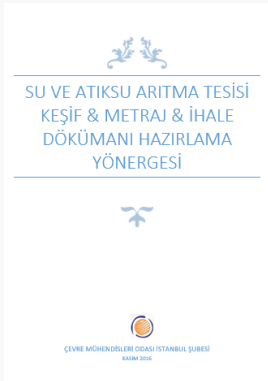 SU VE ATIKSU ARITMA TESİSİ
KEŞİF & METRAJ & İHALE
DÖKÜMANI HAZIRLAMA
YÖNERGESİ
ÇEVRE MÜHENDİSLERİ ODASI İSTANBUL ŞUBESİ
KASIM 2016